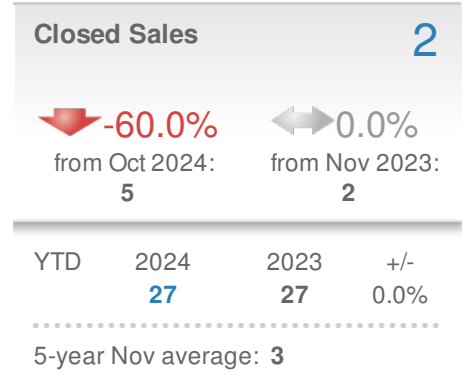 Closed Sales 2
-60.0% 0.0%
from Oct 2024: from Nov 2023:
5 2
YTD 2024 2023 +/-
27 27 0.0%
5-year Nov average: 3